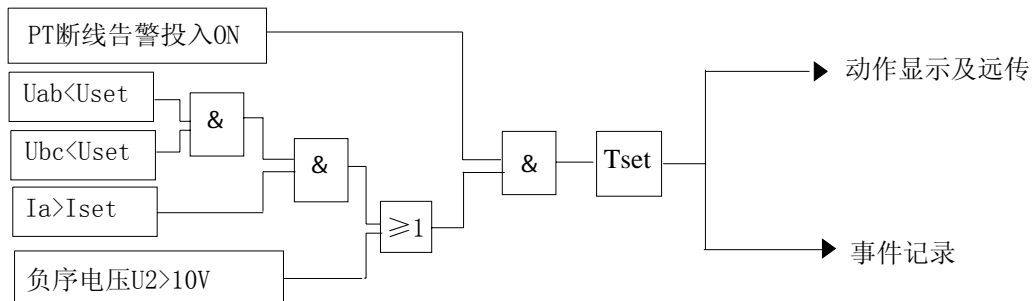 PT断线告警投入ON
Uab<Uset
&
Ubc<Uset
&
Ia>Iset
≥1
负序电压U2>10V
&
Tset
动作显示及远传
事件记录